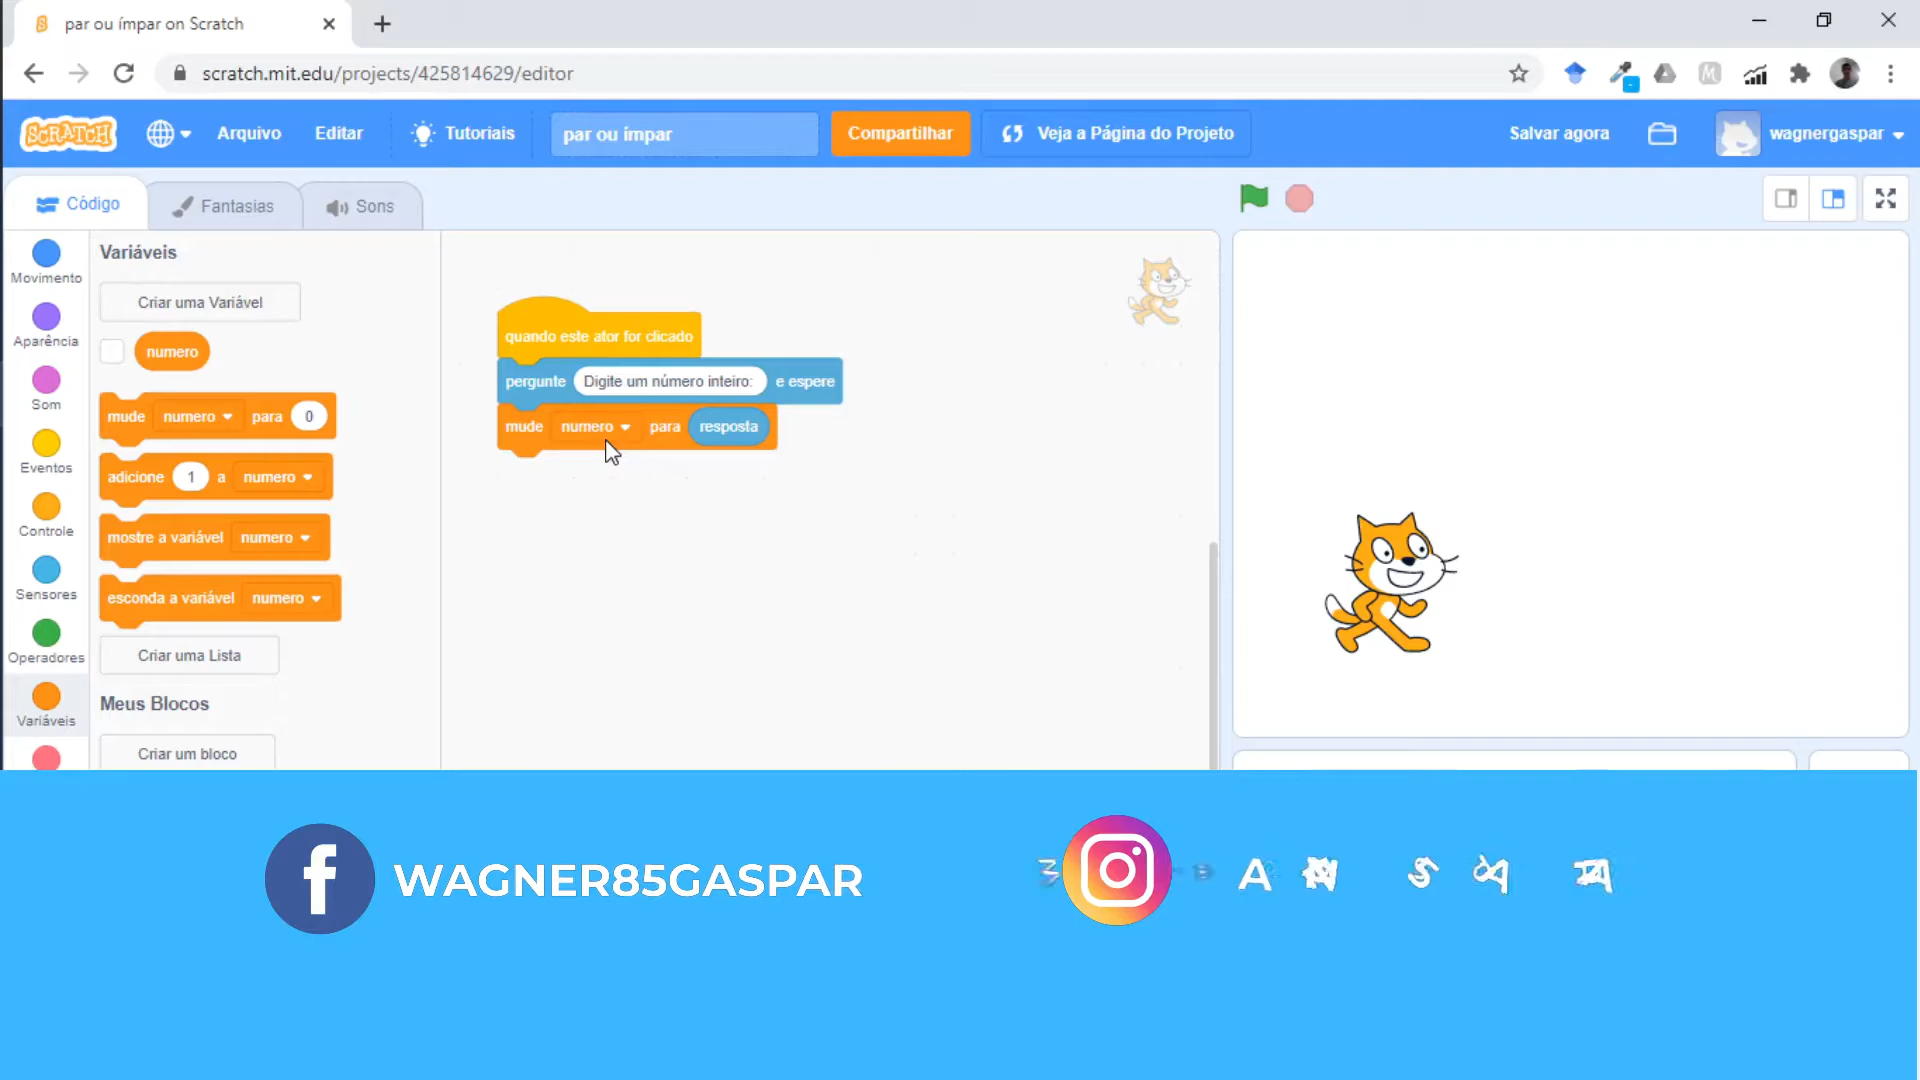 par ou ímpar on Scratch
scratch.mit.edu/projects/425814629/editor
SCRATCH
Arquivo
Editar
Tutoriais
par ou ímpar
Compartilhar
Veja a Página do Projeto
Salvar agora
wagnergaspar
Código
Fantasias
Sons
Movimento
Aparência
Som
Eventos
Controle
Sensores
Operadores
Variáveis
Variáveis
Criar uma Variável
numero
mude numero para 0
adicione 1 a numero
mostre a variável numero
esconda a variável numero
Criar uma Lista
Meus Blocos
Criar um bloco
quando este ator for clicado
pergunte Digite um número inteiro: e espere
mude numero para resposta
WAGNER85GASPAR